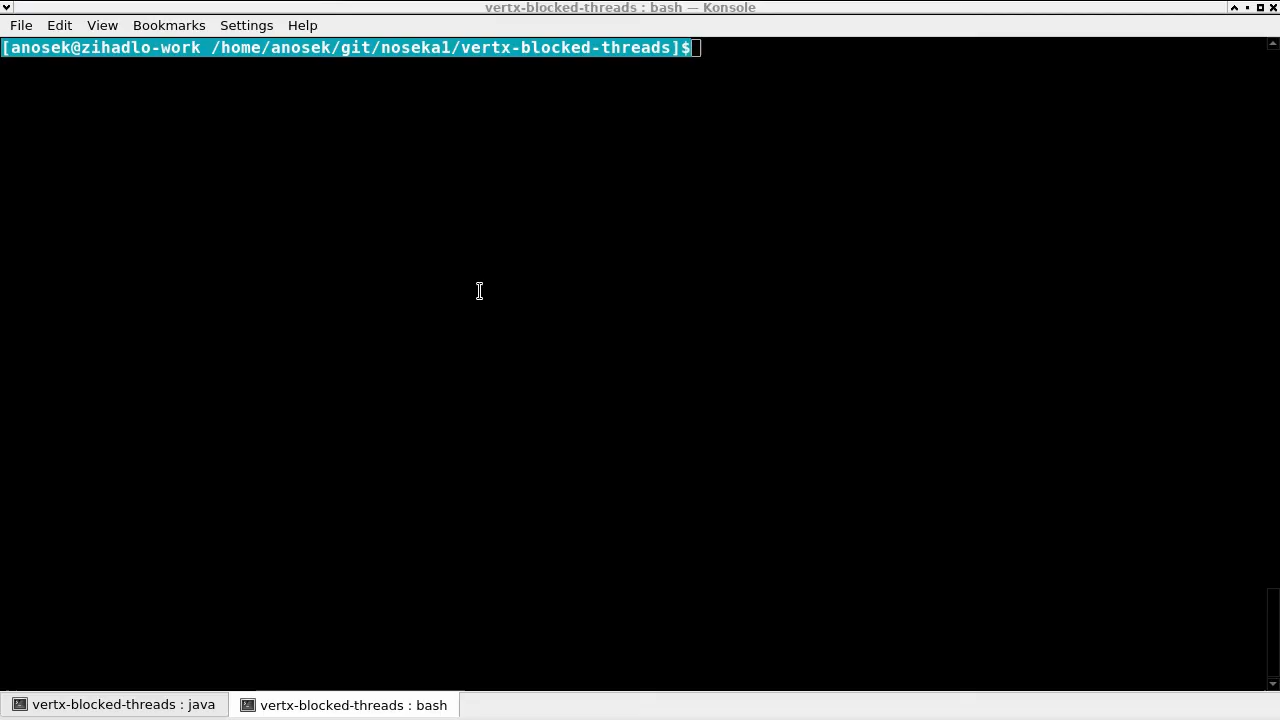 vertx-blocked-threads : bash — Konsole
File Edit View Bookmarks Settings Help
[anosek@zihadlo-work /home/anosek/git/noseka1/vertx-blocked-threads]$
vertx-blocked-threads : java vertx-blocked-threads : bash